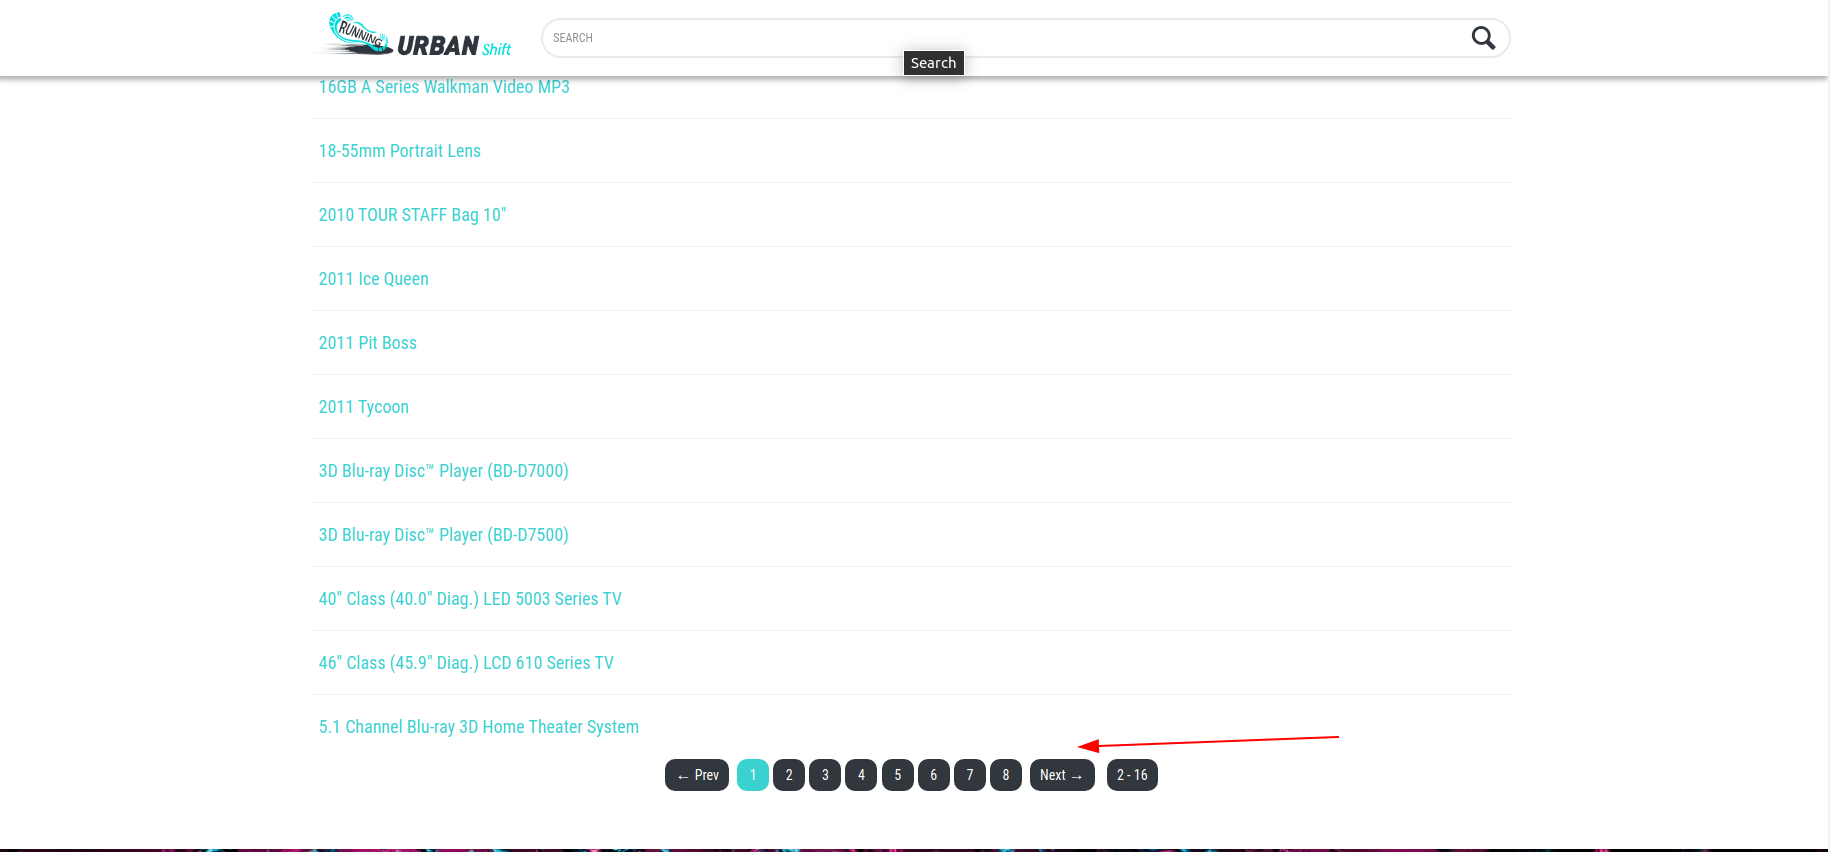 RUNNING
URBAN Shift
SEARCH
Search
16GB A Series Walkman Video MP3
18-55mm Portrait Lens
2010 TOUR STAFF Bag 10"
2011 Ice Queen
2011 Pit Boss
2011 Tycoon
3D Blu-ray Disc™ Player (BD-D7000)
3D Blu-ray Disc™ Player (BD-D7500)
40" Class (40.0" Diag.) LED 5003 Series TV
46" Class (45.9" Diag.) LCD 610 Series TV
5.1 Channel Blu-ray 3D Home Theater System
← Prev 1 2 3 4 5 6 7 8 Next → 2 - 16